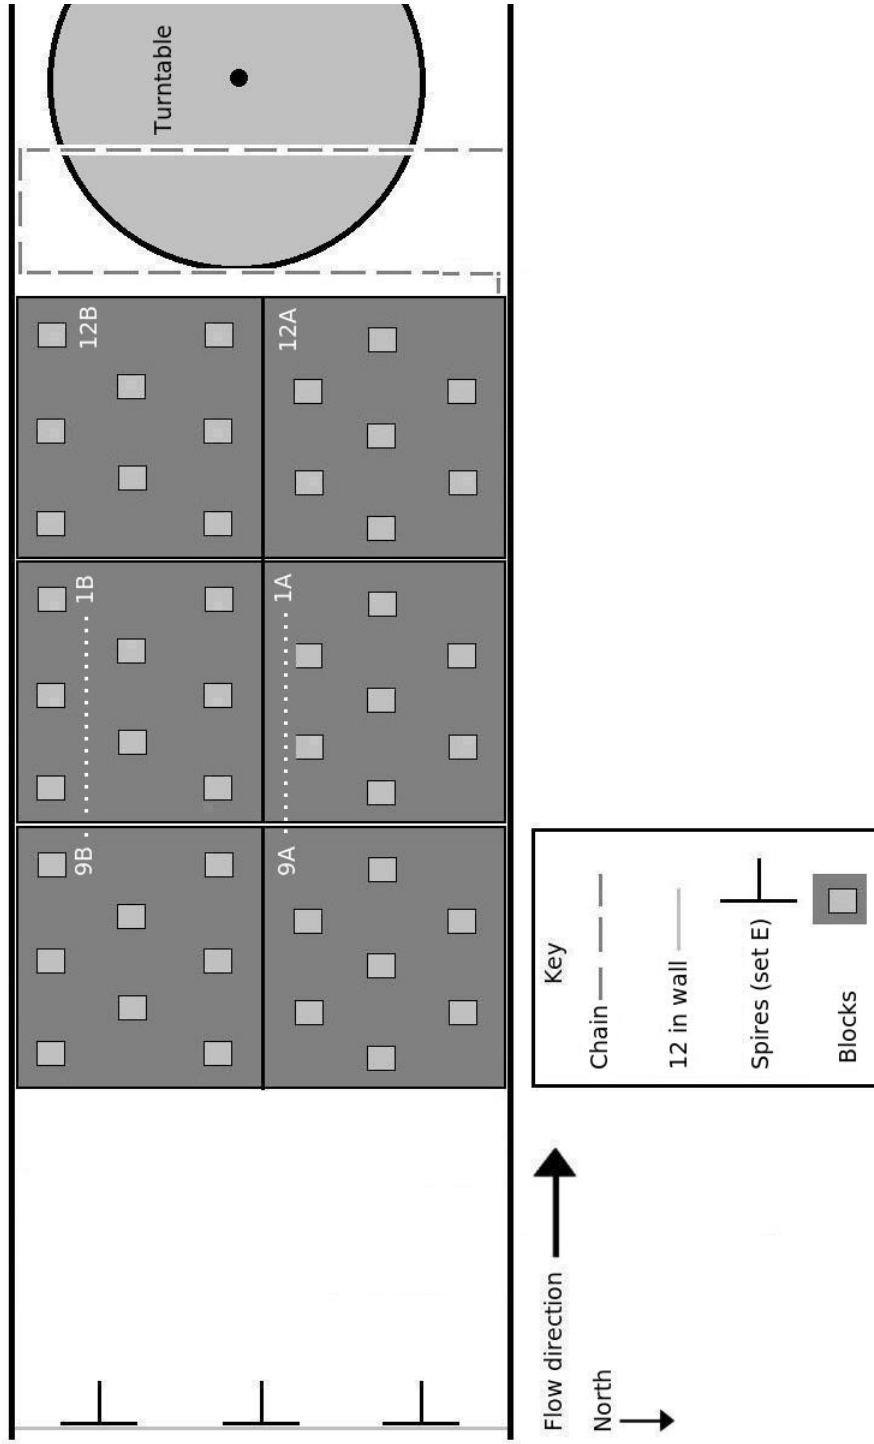 Turntable
12B
12A
1B
1A
9B
9A
Key
Chain
12 in wall
Spires (set E)
Blocks
Flow direction
North